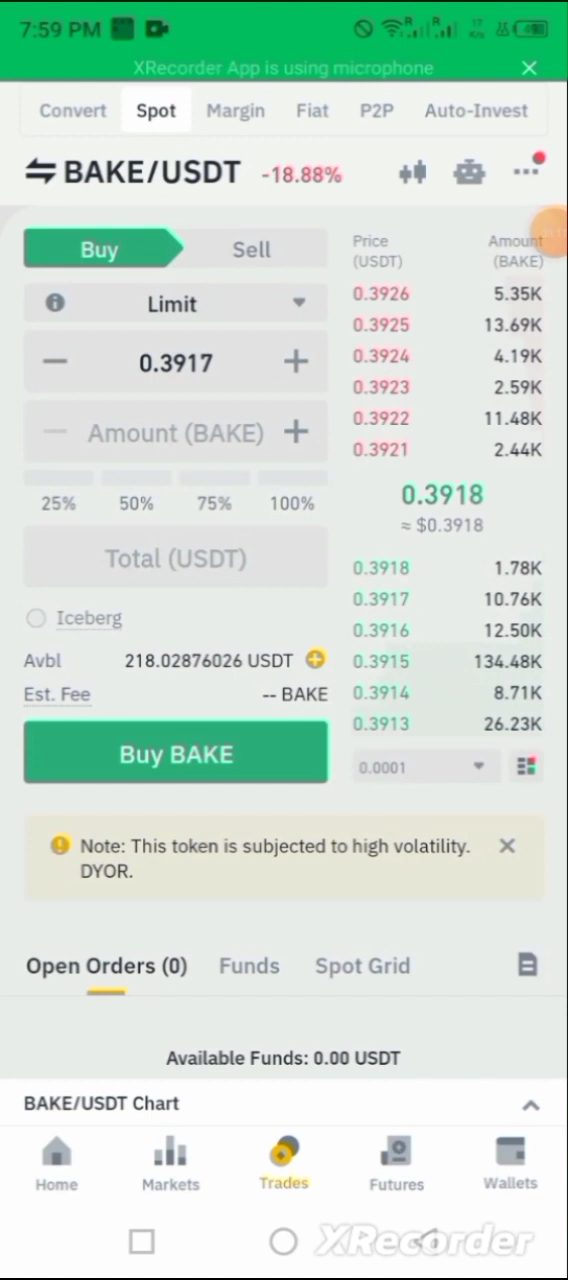 7:59 PM
XRecorder App is using microphone
Convert Spot Margin Fiat P2P Auto-Invest
BAKE/USDT -18.88%
Buy Sell
Limit
0.3917
Amount (BAKE)
25% 50% 75% 100%
Total (USDT)
Iceberg
Avbl 218.02876026 USDT
Est. Fee -- BAKE
Buy BAKE
Price Amount
(USDT) (BAKE)
0.3926 5.35K
0.3925 13.69K
0.3924 4.19K
0.3923 2.59K
0.3922 11.48K
0.3921 2.44K
0.3918
≈ $0.3918
0.3918 1.78K
0.3917 10.76K
0.3916 12.50K
0.3915 134.48K
0.3914 8.71K
0.3913 26.23K
0.0001
Note: This token is subjected to high volatility.
DYOR.
Open Orders (0) Funds Spot Grid
Available Funds: 0.00 USDT
BAKE/USDT Chart
Home Markets Trades Futures Wallets
XRecorder